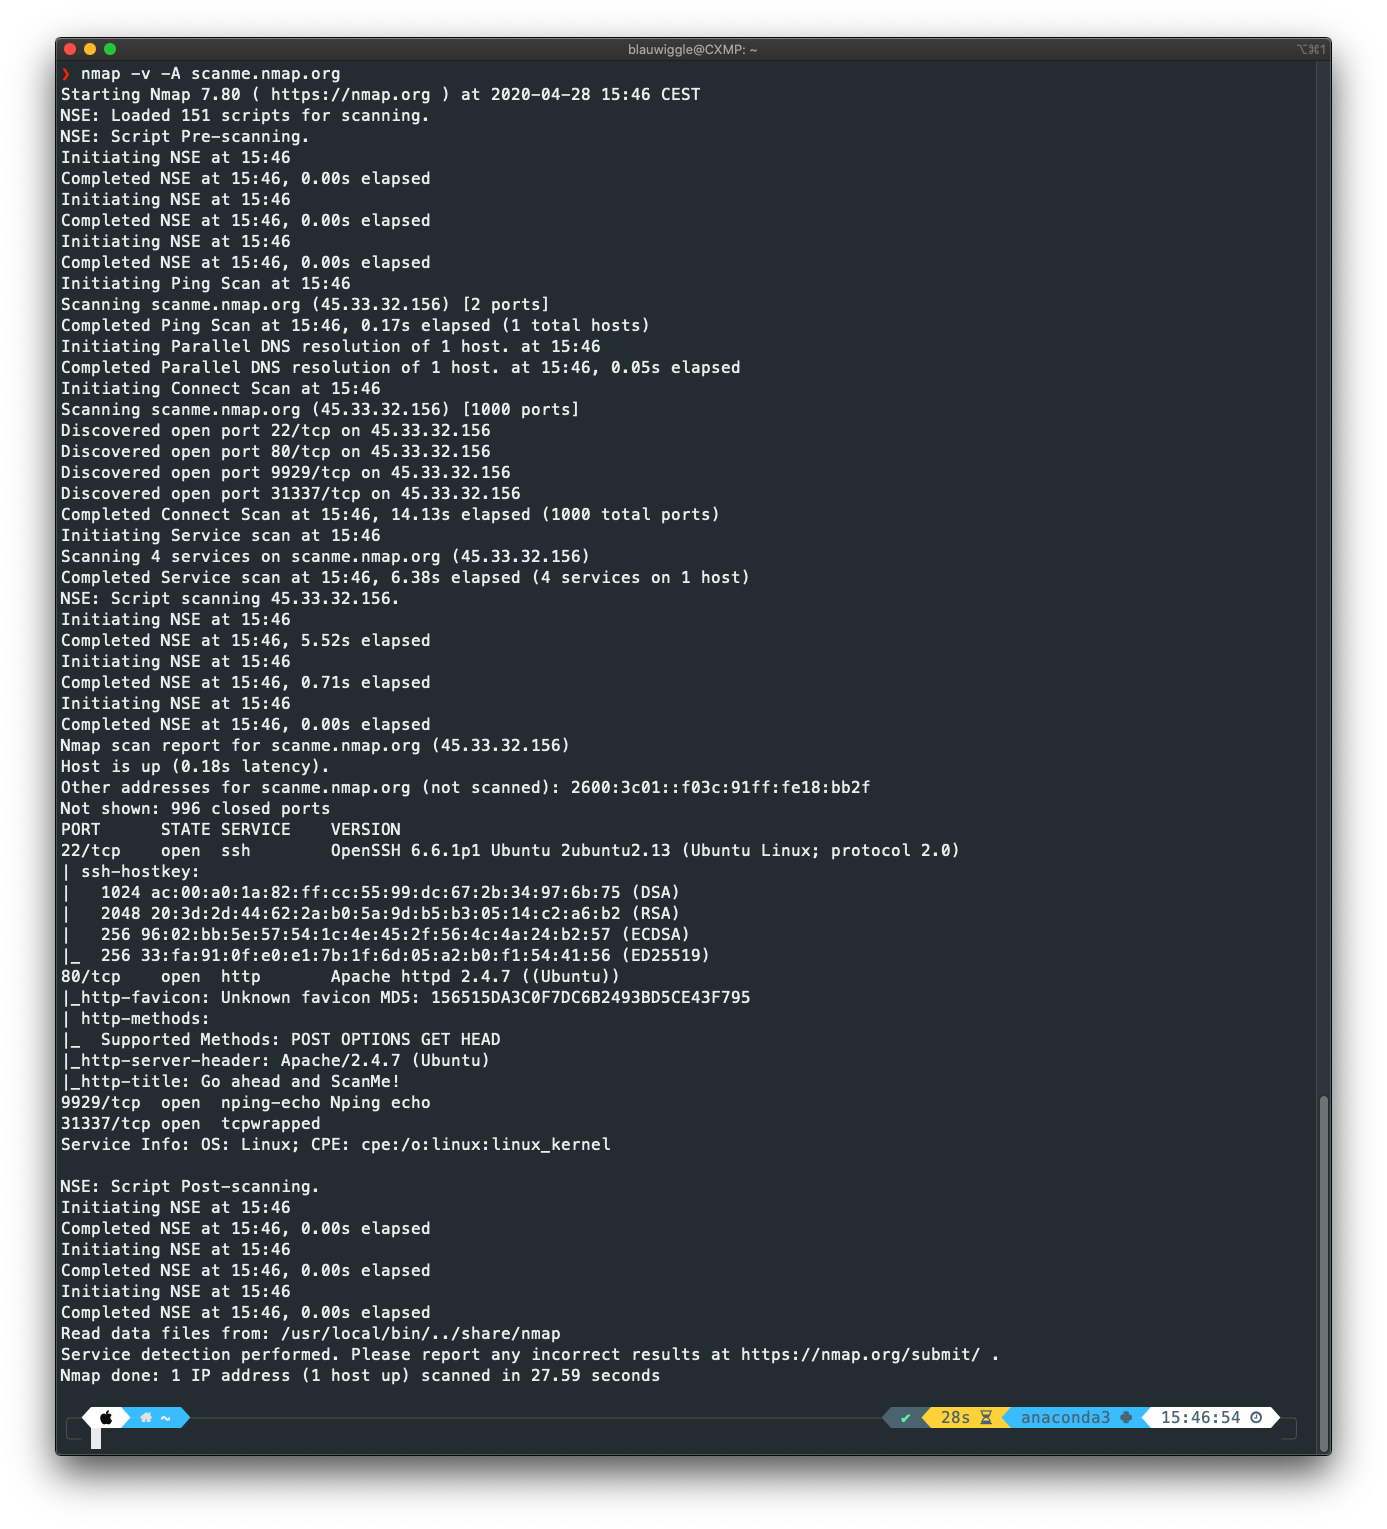 blauwiggle@CXMP: ~
⌥⌘1
❯ nmap -v -A scanme.nmap.org
Starting Nmap 7.80 ( https://nmap.org ) at 2020-04-28 15:46 CEST
NSE: Loaded 151 scripts for scanning.
NSE: Script Pre-scanning.
Initiating NSE at 15:46
Completed NSE at 15:46, 0.00s elapsed
Initiating NSE at 15:46
Completed NSE at 15:46, 0.00s elapsed
Initiating NSE at 15:46
Completed NSE at 15:46, 0.00s elapsed
Initiating Ping Scan at 15:46
Scanning scanme.nmap.org (45.33.32.156) [2 ports]
Completed Ping Scan at 15:46, 0.17s elapsed (1 total hosts)
Initiating Parallel DNS resolution of 1 host. at 15:46
Completed Parallel DNS resolution of 1 host. at 15:46, 0.05s elapsed
Initiating Connect Scan at 15:46
Scanning scanme.nmap.org (45.33.32.156) [1000 ports]
Discovered open port 22/tcp on 45.33.32.156
Discovered open port 80/tcp on 45.33.32.156
Discovered open port 9929/tcp on 45.33.32.156
Discovered open port 31337/tcp on 45.33.32.156
Completed Connect Scan at 15:46, 14.13s elapsed (1000 total ports)
Initiating Service scan at 15:46
Scanning 4 services on scanme.nmap.org (45.33.32.156)
Completed Service scan at 15:46, 6.38s elapsed (4 services on 1 host)
NSE: Script scanning 45.33.32.156.
Initiating NSE at 15:46
Completed NSE at 15:46, 5.52s elapsed
Initiating NSE at 15:46
Completed NSE at 15:46, 0.71s elapsed
Initiating NSE at 15:46
Completed NSE at 15:46, 0.00s elapsed
Nmap scan report for scanme.nmap.org (45.33.32.156)
Host is up (0.18s latency).
Other addresses for scanme.nmap.org (not scanned): 2600:3c01::f03c:91ff:fe18:bb2f
Not shown: 996 closed ports
PORT      STATE SERVICE    VERSION
22/tcp    open  ssh        OpenSSH 6.6.1p1 Ubuntu 2ubuntu2.13 (Ubuntu Linux; protocol 2.0)
| ssh-hostkey:
|   1024 ac:00:a0:1a:82:ff:cc:55:99:dc:67:2b:34:97:6b:75 (DSA)
|   2048 20:3d:2d:44:62:2a:b0:5a:9d:b5:b3:05:14:c2:a6:b2 (RSA)
|   256 96:02:bb:5e:57:54:1c:4e:45:2f:56:4c:4a:24:b2:57 (ECDSA)
|_  256 33:fa:91:0f:e0:e1:7b:1f:6d:05:a2:b0:f1:54:41:56 (ED25519)
80/tcp    open  http       Apache httpd 2.4.7 ((Ubuntu))
|_http-favicon: Unknown favicon MD5: 156515DA3C0F7DC6B2493BD5CE43F795
| http-methods:
|_  Supported Methods: POST OPTIONS GET HEAD
|_http-server-header: Apache/2.4.7 (Ubuntu)
|_http-title: Go ahead and ScanMe!
9929/tcp  open  nping-echo Nping echo
31337/tcp open  tcpwrapped
Service Info: OS: Linux; CPE: cpe:/o:linux:linux_kernel
NSE: Script Post-scanning.
Initiating NSE at 15:46
Completed NSE at 15:46, 0.00s elapsed
Initiating NSE at 15:46
Completed NSE at 15:46, 0.00s elapsed
Initiating NSE at 15:46
Completed NSE at 15:46, 0.00s elapsed
Read data files from: /usr/local/bin/../share/nmap
Service detection performed. Please report any incorrect results at https://nmap.org/submit/ .
Nmap done: 1 IP address (1 host up) scanned in 27.59 seconds
~ ✔ 28s anaconda3 15:46:54